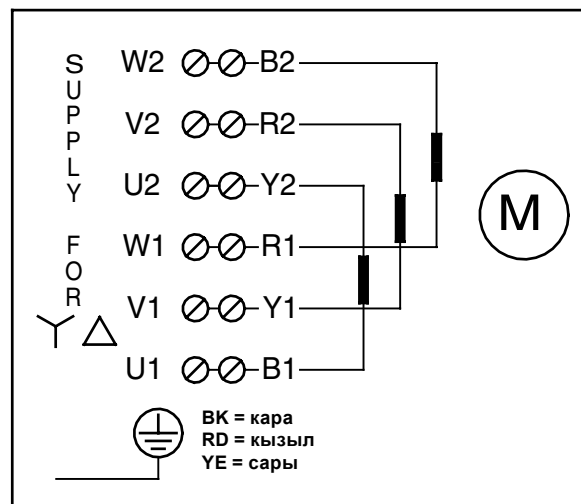 SUPPLY FOR
W2 B2
V2 R2
U2 Y2
W1 R1
V1 Y1
U1 B1
M
BK = кара
RD = кызыл
YE = сары